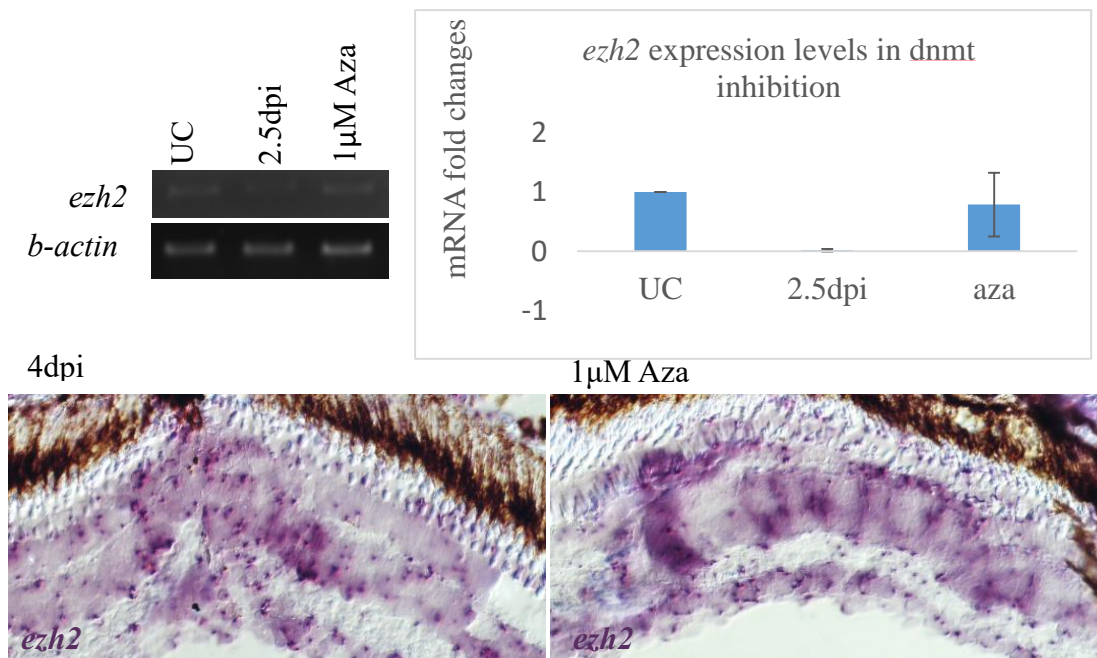 UC
2.5dpi
1µM Aza
ezh2
b-actin
mRNA fold changes
ezh2 expression levels in dnmt
inhibition
2
1
0
-1
UC
2.5dpi
aza
4dpi
1µM Aza
ezh2
ezh2